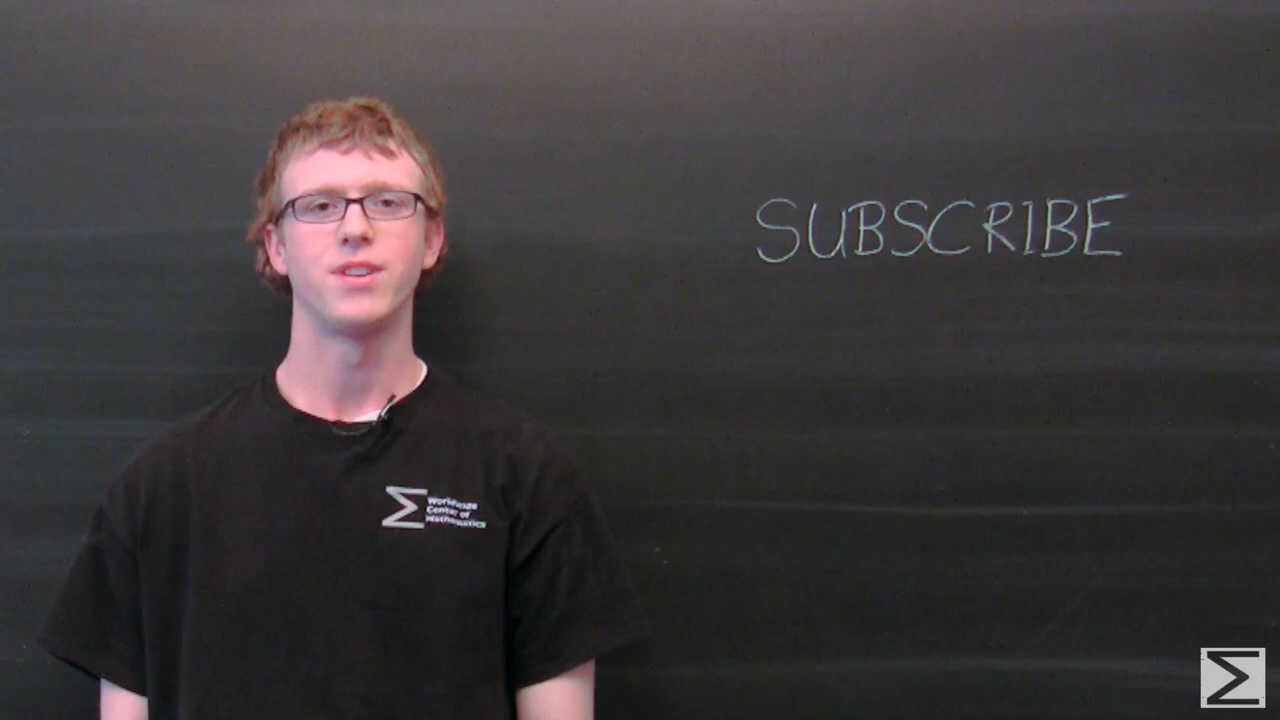 SUBSCRIBE
Σ Worldwide
Center of
Mathematics
Σ